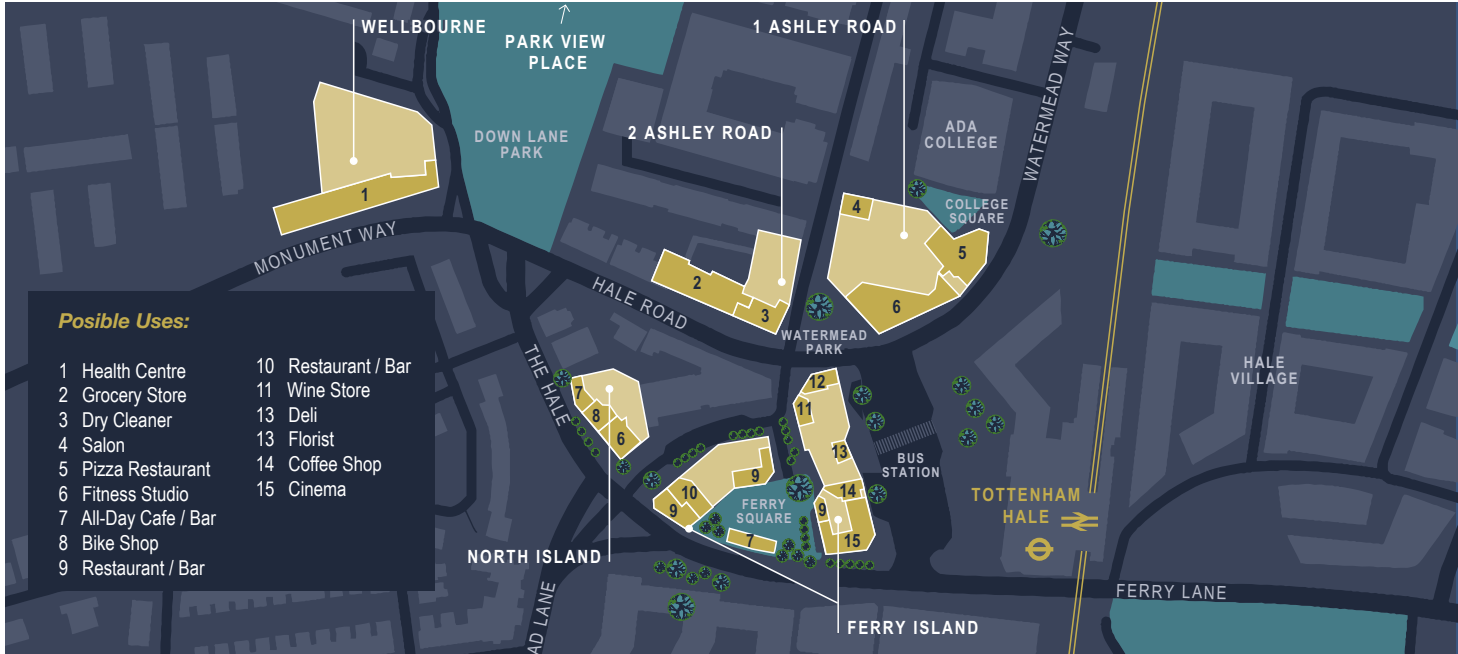 WELLBOURNE
PARK VIEW
PLACE
1 ASHLEY ROAD
WATERMEAD WAY
2 ASHLEY ROAD
DOWN LANE
PARK
ADA
COLLEGE
COLLEGE
SQUARE
1
4
5
MONUMENT WAY
2
3
6
HALE ROAD
WATERMEAD
PARK
HALE
VILLAGE
Posible Uses:
1 Health Centre
2 Grocery Store
3 Dry Cleaner
4 Salon
5 Pizza Restaurant
6 Fitness Studio
7 All-Day Cafe / Bar
8 Bike Shop
9 Restaurant / Bar
10 Restaurant / Bar
11 Wine Store
13 Deli
13 Florist
14 Coffee Shop
15 Cinema
THE HALE
7
8
6
12
11
13
BUS
STATION
9
10
9
14
9
15
FERRY
SQUARE
7
TOTTENHAM
HALE
NORTH ISLAND
AD LANE
FERRY LANE
FERRY ISLAND